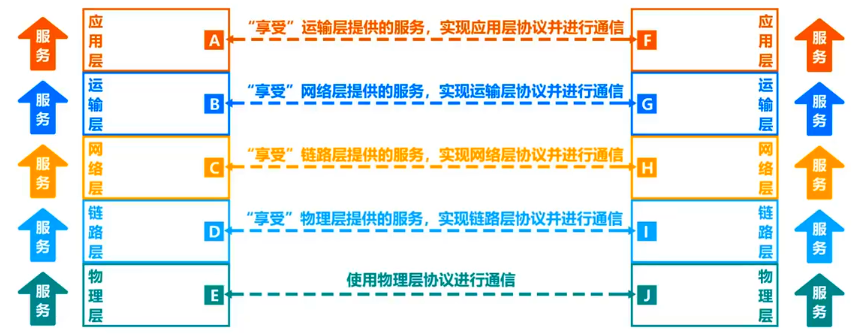 服务 应用层 A “享受”运输层提供的服务，实现应用层协议并进行通信 F 应用层 服务
服务 运输层 B “享受”网络层提供的服务，实现运输层协议并进行通信 G 运输层 服务
服务 网络层 C “享受”链路层提供的服务，实现网络层协议并进行通信 H 网络层 服务
服务 链路层 D “享受”物理层提供的服务，实现链路层协议并进行通信 I 链路层 服务
服务 物理层 E 使用物理层协议进行通信 J 物理层 服务